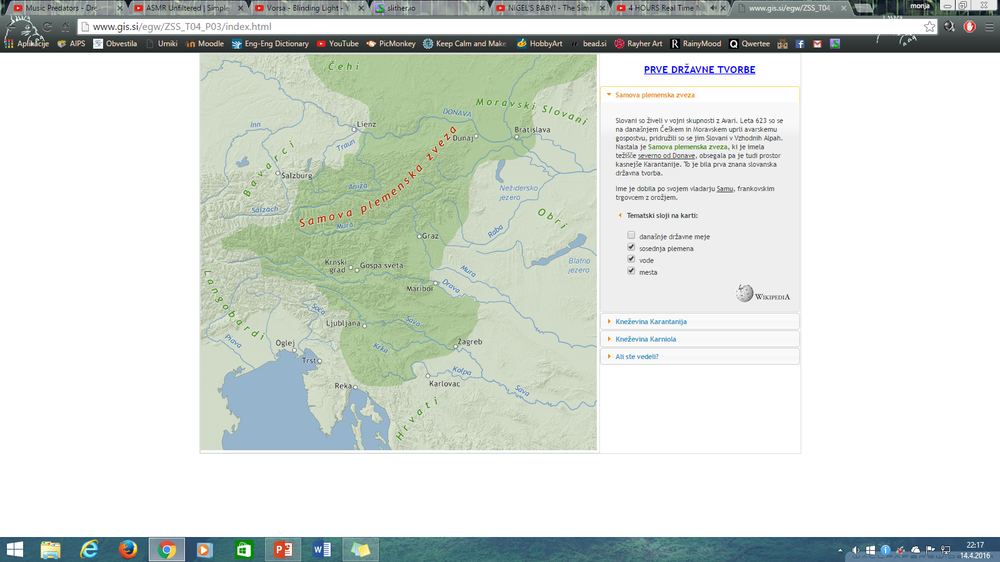 Music Predators - Drea
ASMR Unfiltered | Simple
Vorsa - Blinding Light - Yo
slither.io
NIGEL'S BABY! - The Sims
4 HOURS Real Time Na
www.gis.si/egw/ZSS_T04_
monja
www.gis.si/egw/ZSS_T04_P03/index.html
Aplikacije
AIPS
Obvestila
Urniki
Moodle
Eng-Eng Dictionary
YouTube
PicMonkey
Keep Calm and Make
HobbyArt
bead.si
Rayher Art
RainyMood
Qwertee
Čehi
Moravski Slovani
DONAVA
Inn
Lienz
Dunaj
Bratislava
Traun
Bavarci
Salzburg
Samova plemenska zveza
Aniža
Nežidersko
jezero
Salzach
Mura
Obri
Raba
Graz
Blatno
jezero
Krnski
grad
Gospa sveta
Mura
Maribor
Drava
Langobardi
Soča
Ljubljana
Sava
Piava
Oglej
Krka
Zagreb
Trst
Kolpa
Reka
Karlovac
Sava
Hrvati
PRVE DRŽAVNE TVORBE
Samova plemenska zveza
Slovani so živeli v vojni skupnosti z Avari. Leta 623 so se
na današnjem Češkem in Moravskem uprli avarskemu
gospostvu, pridružili so se jim Slovani v Vzhodnih Alpah.
Nastala je Samova plemenska zveza, ki je imela
težišče severno od Donave, obsegala pa je tudi prostor
kasnejše Karantanije. To je bila prva znana slovanska
državna tvorba.
Ime je dobila po svojem vladarju Samu, frankovskim
trgovcem z orožjem.
Tematski sloji na karti:
današnje državne meje
sosednja plemena
vode
mesta
WIKIPEDIA
Kneževina Karantanija
Kneževina Karniola
Ali ste vedeli?
22:17
14.4.2016